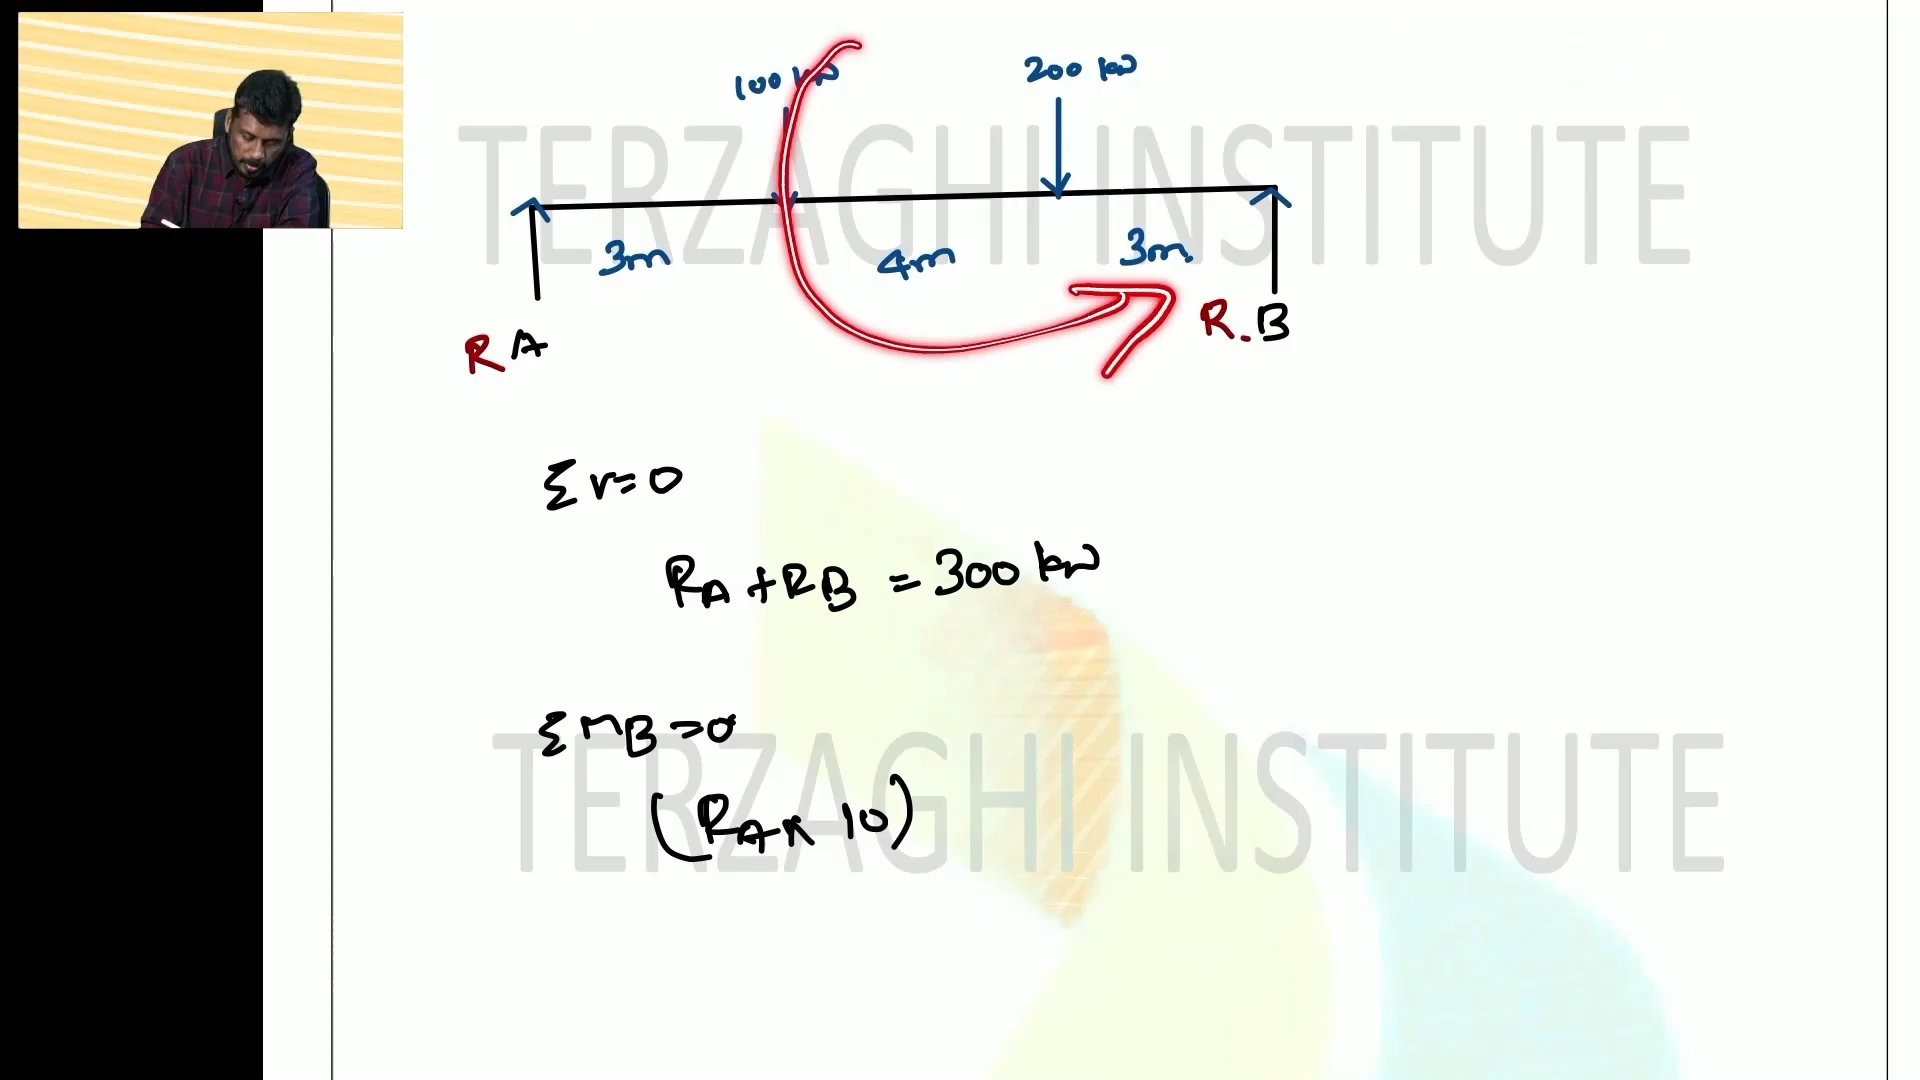 100 kN 200 kN
TERZAGHI INSTITUTE
3m 4m 3m
RA R.B
Σv=0
RA+RB = 300 kN
ΣMB=0
TERZAGHI INSTITUTE
(RA x 10)